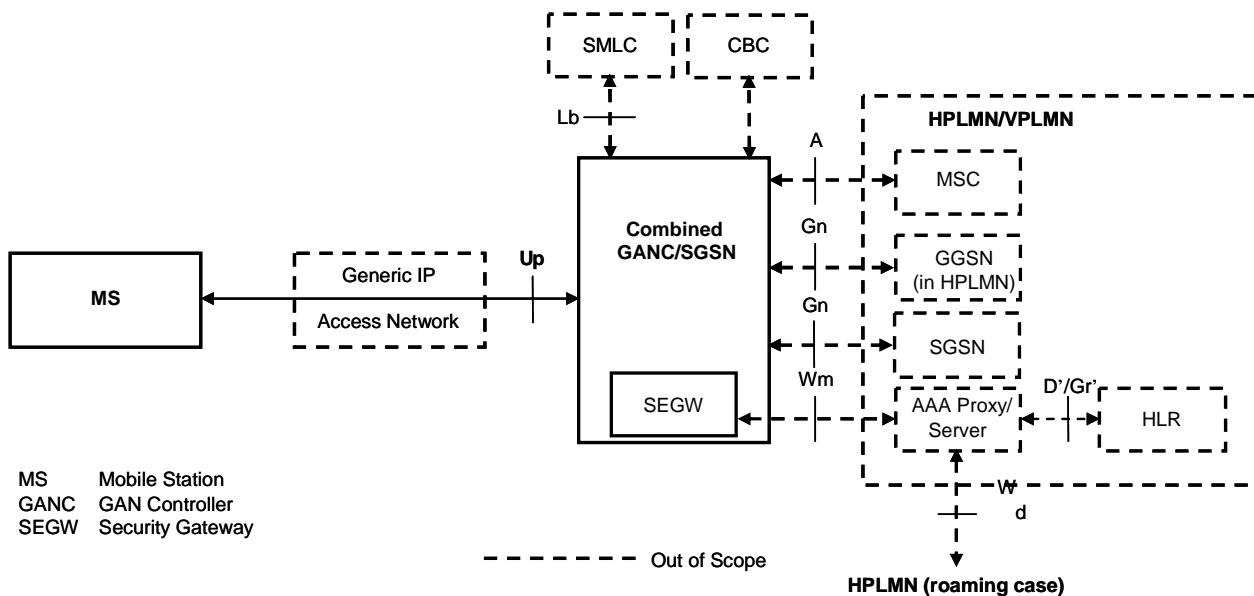 SMLC
CBC
Lb
HPLMN/VPLMN
A
MSC
Combined
GANC/SGSN
Gn
Up
Generic IP
Access Network
MS
GGSN
(in HPLMN)
Gn
SGSN
Wm
SEGW
D’/Gr’
AAA Proxy/
Server
HLR
MS Mobile Station
GANC GAN Controller
SEGW Security Gateway
W
d
Out of Scope
HPLMN (roaming case)